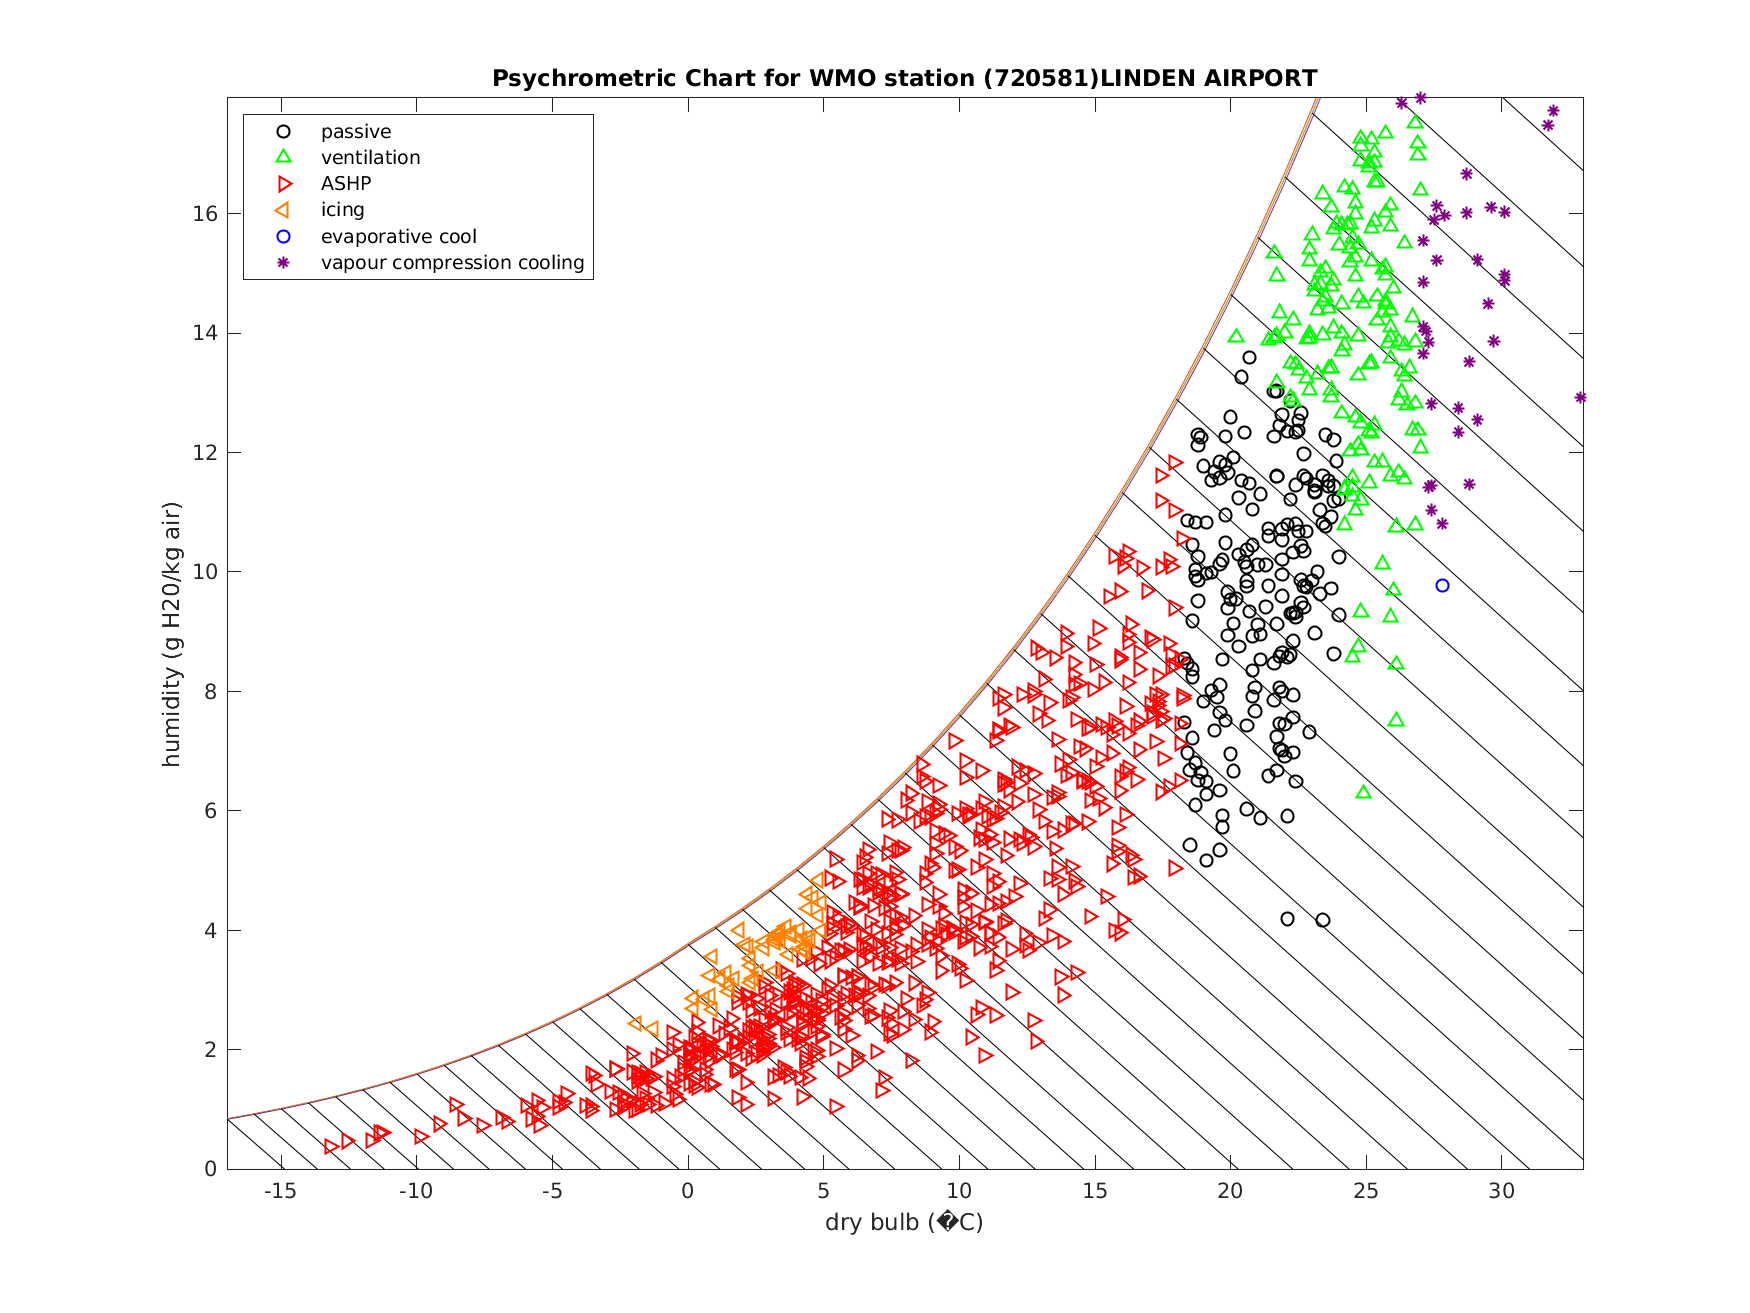 Psychrometric Chart for WMO station (720581)LINDEN AIRPORT
passive
ventilation
ASHP
icing
evaporative cool
vapour compression cooling
humidity (g H20/kg air)
16
14
12
10
8
6
4
2
0
-15 -10 -5 0 5 10 15 20 25 30
dry bulb (�C)